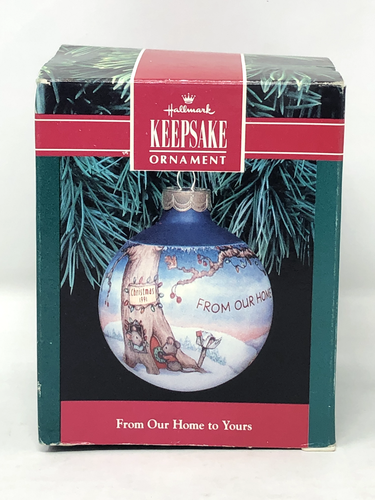 Hallmark
KEEPSAKE
ORNAMENT
Christmas
1991
FROM OUR HOME
From Our Home to Yours